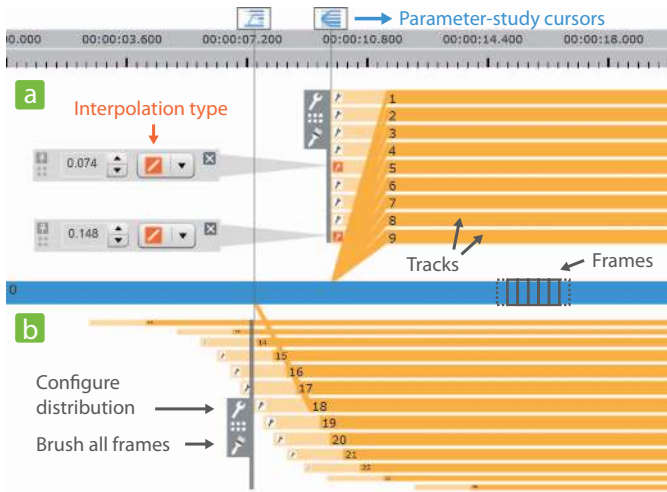 Parameter-study cursors
0.000 00:00:03.600 00:00:07.200 00:00:10.800 00:00:14.400 00:00:18.000
a
Interpolation type
1
2
3
4
0.074
5
6
7
8
0.148
9
Tracks
Frames
0
b
14
15
16
Configure
distribution
17
18
19
Brush all frames
20
21
22